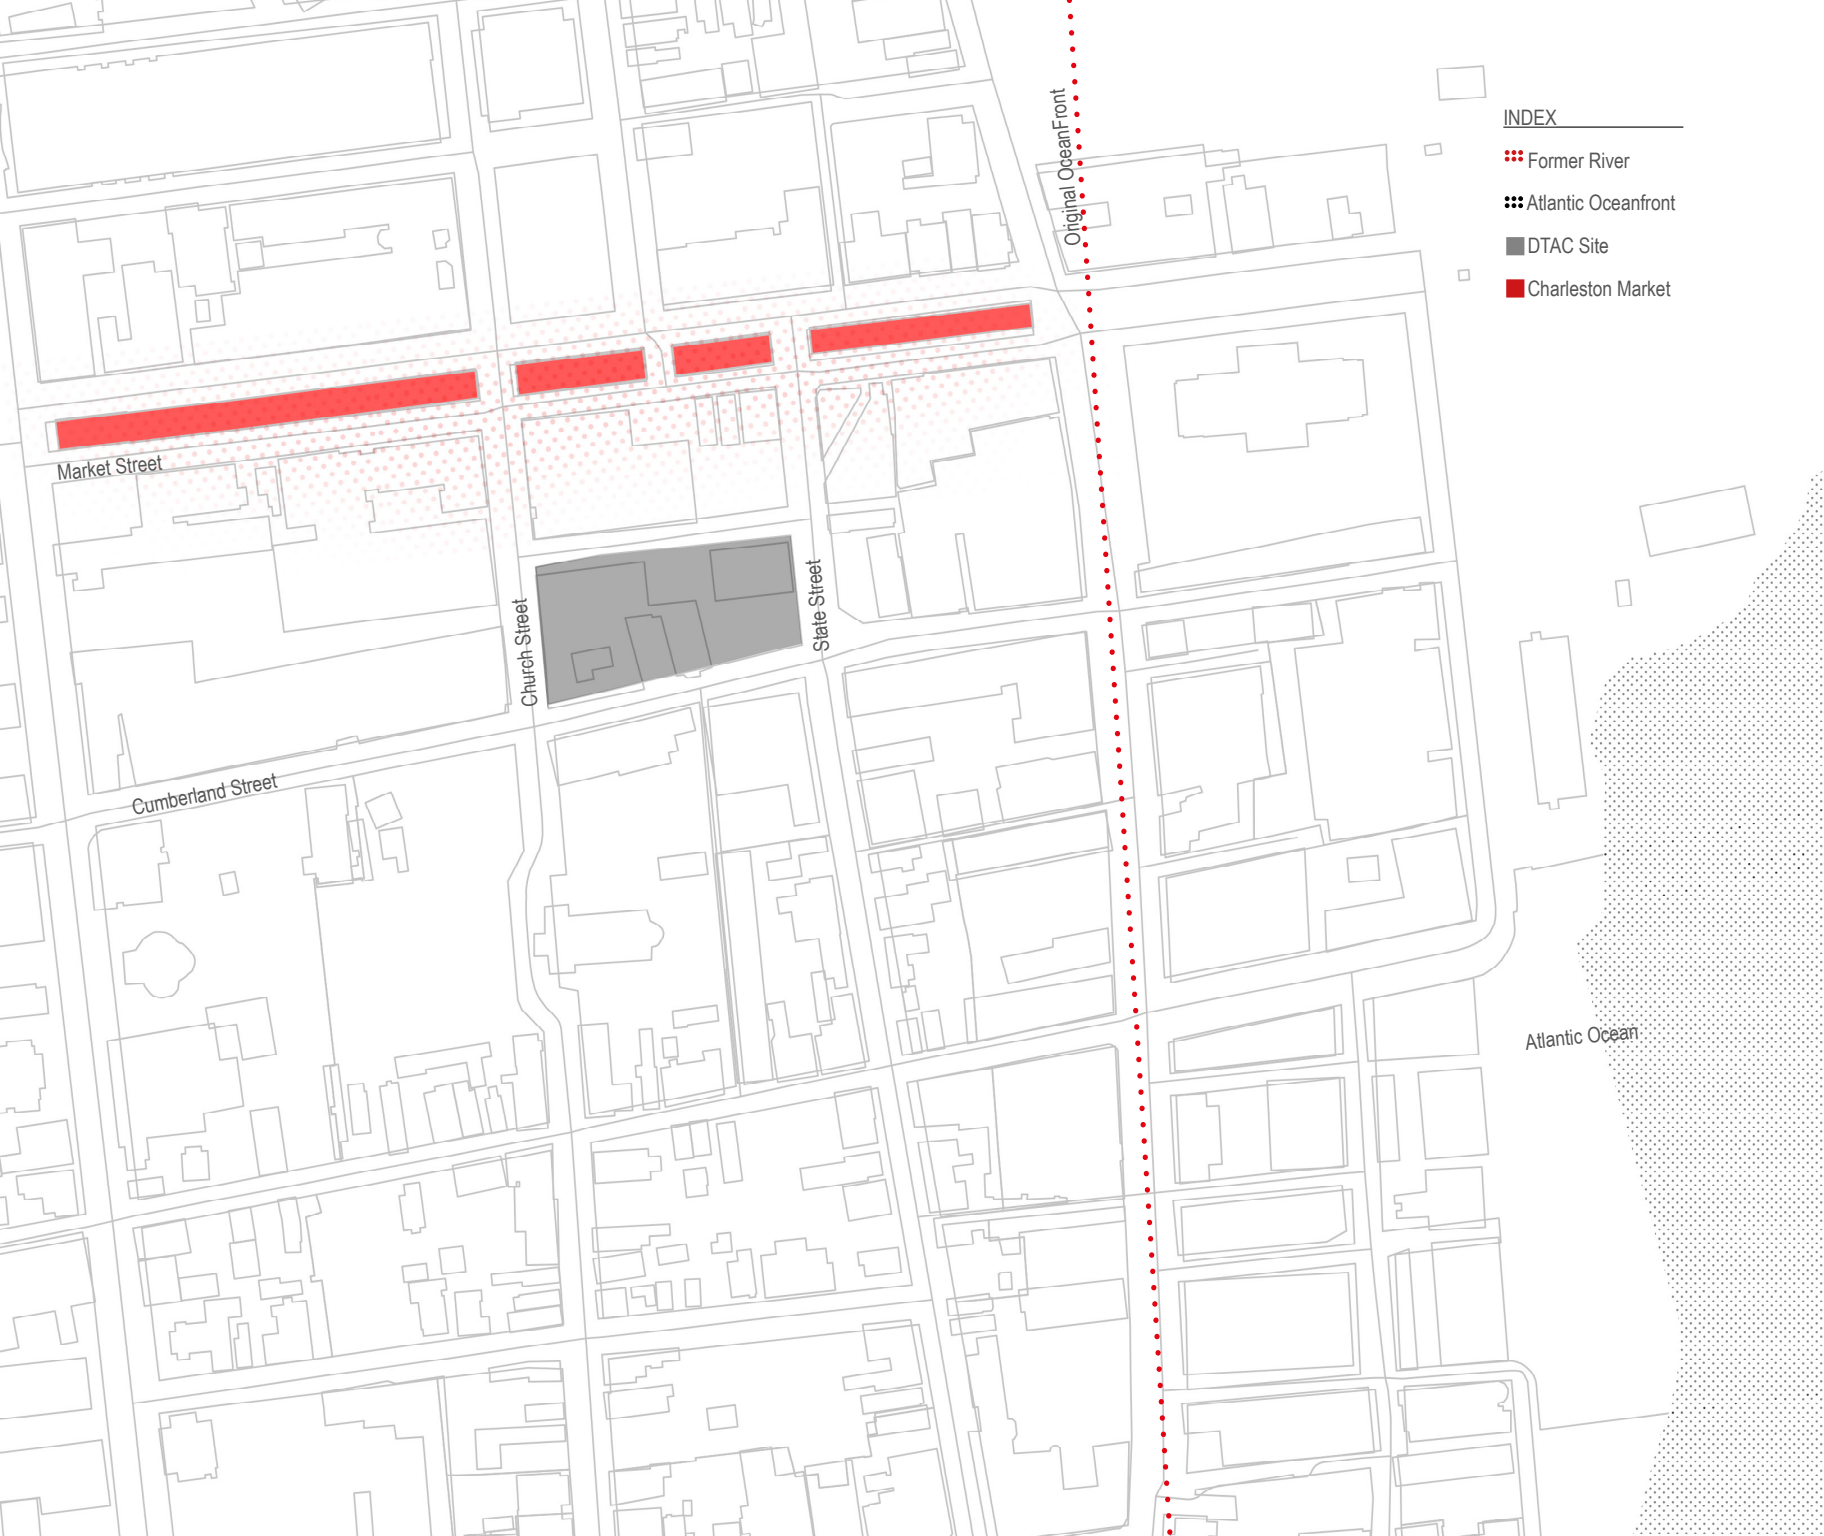 Original OceanFront
INDEX
Former River
Atlantic Oceanfront
DTAC Site
Charleston Market
Market Street
Church Street
State Street
Cumberland Street
Atlantic Ocean